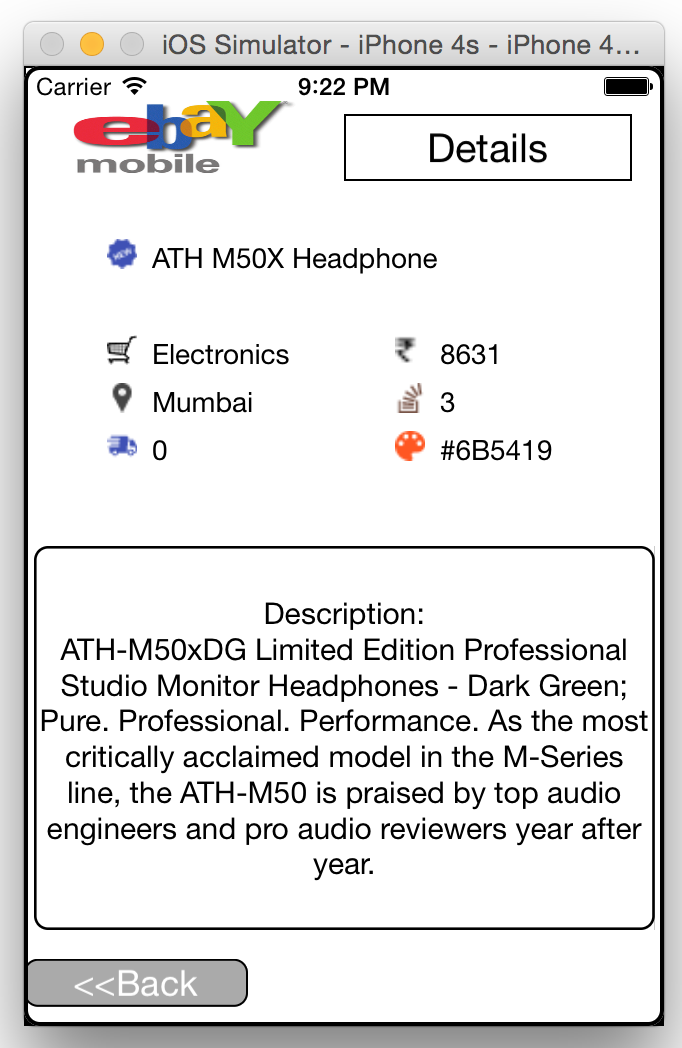 iOS Simulator - iPhone 4s - iPhone 4...
Carrier 9:22 PM
ebay
mobile
Details
NEW ATH M50X Headphone
Electronics ₹ 8631
Mumbai 3
0 #6B5419
Description:
ATH-M50xDG Limited Edition Professional
Studio Monitor Headphones - Dark Green;
Pure. Professional. Performance. As the most
critically acclaimed model in the M-Series
line, the ATH-M50 is praised by top audio
engineers and pro audio reviewers year after
year.
<<Back